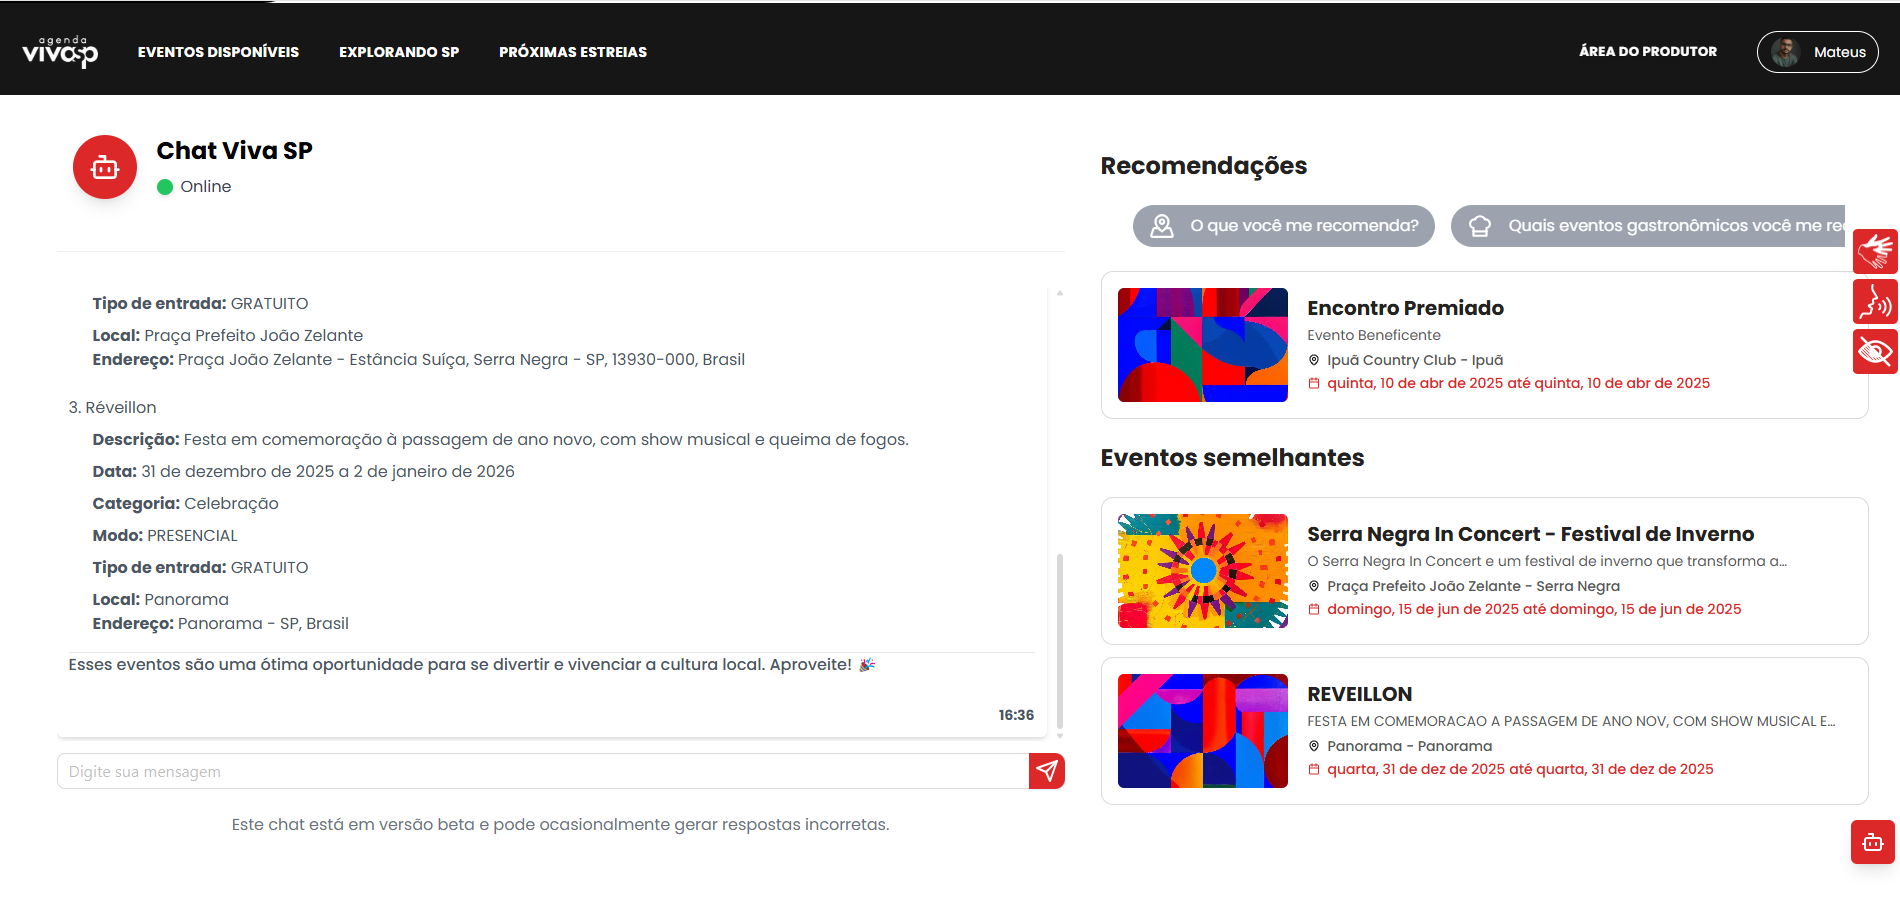 agenda
vivasp
EVENTOS DISPONÍVEIS
EXPLORANDO SP
PRÓXIMAS ESTREIAS
ÁREA DO PRODUTOR
Mateus
Chat Viva SP
Online
Tipo de entrada: GRATUITO
Local: Praça Prefeito João Zelante
Endereço: Praça João Zelante - Estância Suíça, Serra Negra - SP, 13930-000, Brasil
3. Réveillon
Descrição: Festa em comemoração à passagem de ano novo, com show musical e queima de fogos.
Data: 31 de dezembro de 2025 a 2 de janeiro de 2026
Categoria: Celebração
Modo: PRESENCIAL
Tipo de entrada: GRATUITO
Local: Panorama
Endereço: Panorama - SP, Brasil
Esses eventos são uma ótima oportunidade para se divertir e vivenciar a cultura local. Aproveite! 🎉
16:36
Digite sua mensagem
Este chat está em versão beta e pode ocasionalmente gerar respostas incorretas.
Recomendações
O que você me recomenda?
Quais eventos gastronômicos você me re
Encontro Premiado
Evento Beneficente
Ipuã Country Club - Ipuã
quinta, 10 de abr de 2025 até quinta, 10 de abr de 2025
Eventos semelhantes
Serra Negra In Concert - Festival de Inverno
O Serra Negra In Concert e um festival de inverno que transforma a...
Praça Prefeito João Zelante - Serra Negra
domingo, 15 de jun de 2025 até domingo, 15 de jun de 2025
REVEILLON
FESTA EM COMEMORACAO A PASSAGEM DE ANO NOV, COM SHOW MUSICAL E...
Panorama - Panorama
quarta, 31 de dez de 2025 até quarta, 31 de dez de 2025